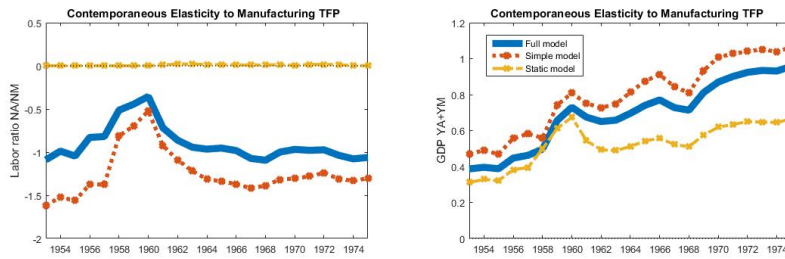 Contemporaneous Elasticity to Manufacturing TFP
Labor ratio NA/NM
0.5
0
-0.5
-1
-1.5
-2
1954 1956 1958 1960 1962 1964 1966 1968 1970 1972 1974
Contemporaneous Elasticity to Manufacturing TFP
GDP YA+YM
1.2
1
0.8
0.6
0.4
0.2
0
Full model
Simple model
Static model
1954 1956 1958 1960 1962 1964 1966 1968 1970 1972 1974